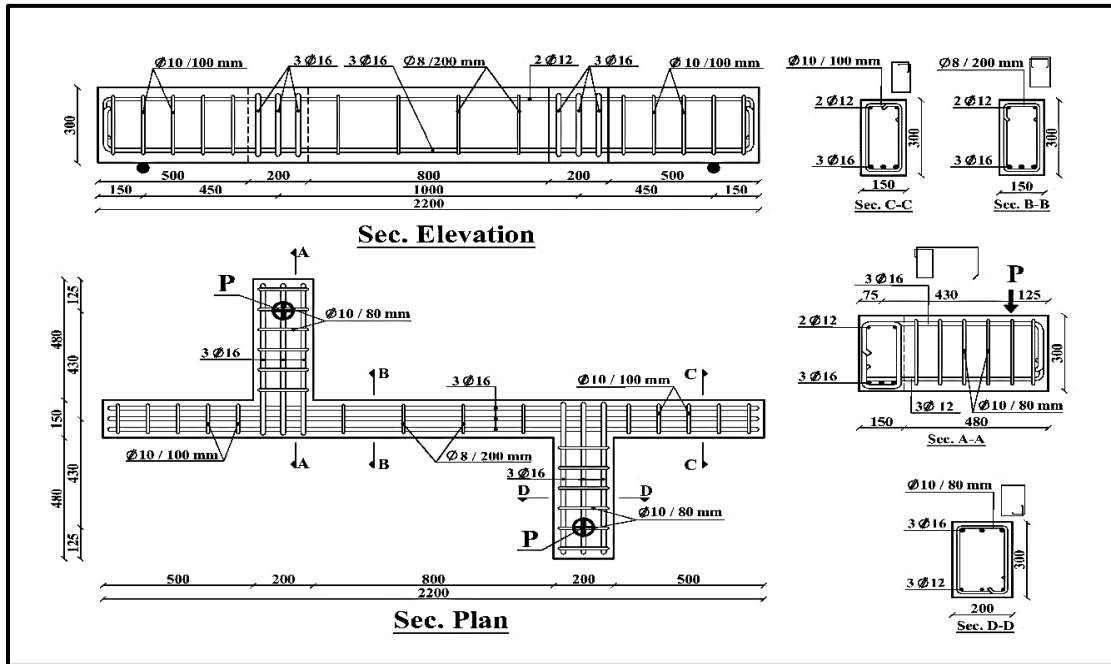 Ø10 /100 mm 3 Ø16 3 Ø16 Ø8 /200 mm 2 Ø12 3 Ø16 Ø 10 /100 mm
300
500 200 800 200 500
150 450 1000 450 150
2200
Sec. Elevation
Ø10 / 100 mm
2 Ø12
3 Ø16
300
150
Sec. C-C
Ø8 / 200 mm
2 Ø12
3 Ø16
300
150
Sec. B-B
A
P
Ø10 / 80 mm
3 Ø16
B
3 Ø16
Ø10 / 100 mm
C
Ø10 / 100 mm
A
B
Ø 8 / 200 mm
C
3 Ø16
D D
Ø10 / 80 mm
P
125
480
430
150
430
480
125
500 200 800 200 500
2200
Sec. Plan
3 Ø16
P
75 430 125
2 Ø12
3 Ø16
300
3Ø 12 Ø10 / 80 mm
150 480
Sec. A-A
Ø10 / 80 mm
3 Ø16
3 Ø12
300
200
Sec. D-D